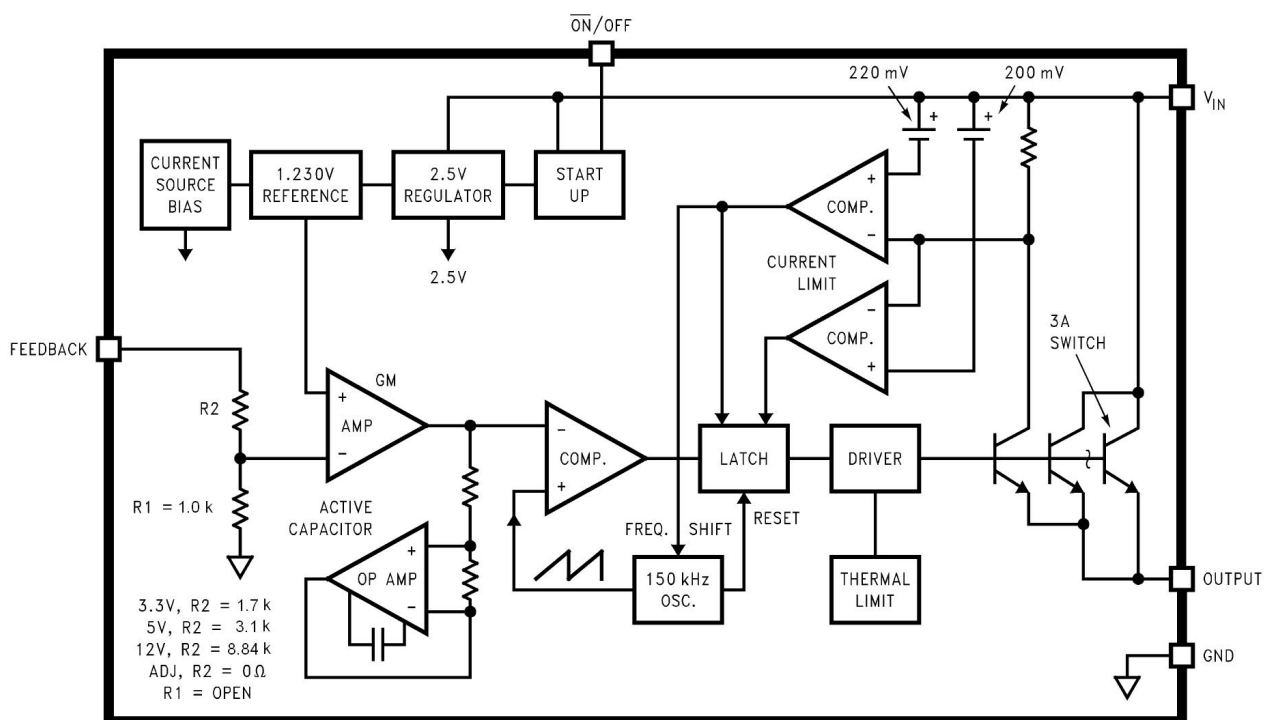 ON/OFF
220 mV
200 mV
+
+
VIN
CURRENT
SOURCE
BIAS
1.230V
REFERENCE
2.5V
REGULATOR
START
UP
+
COMP.
−
2.5V
CURRENT
LIMIT
−
COMP.
+
3A
SWITCH
FEEDBACK
GM
R2
+
AMP
−
−
COMP.
+
LATCH
DRIVER
R1 = 1.0 k
ACTIVE
CAPACITOR
FREQ. SHIFT
RESET
+
OP AMP
−
150 kHz
OSC.
THERMAL
LIMIT
OUTPUT
3.3V, R2 = 1.7 k
5V, R2 = 3.1 k
12V, R2 = 8.84 k
ADJ, R2 = 0 Ω
R1 = OPEN
GND